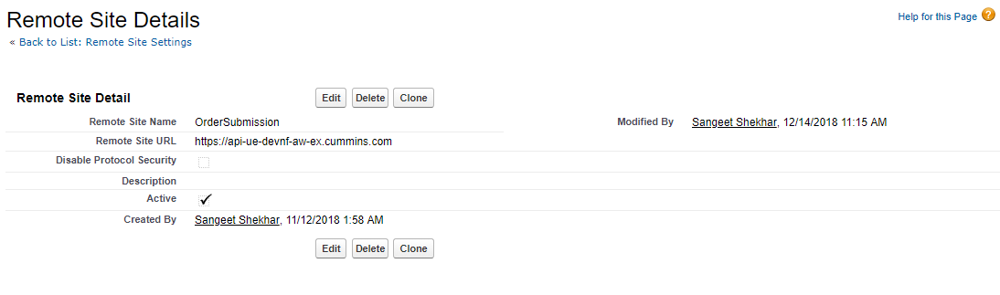 Remote Site Details
Help for this Page ?
« Back to List: Remote Site Settings
Remote Site Detail Edit Delete Clone
Remote Site Name OrderSubmission Modified By Sangeet Shekhar, 12/14/2018 11:15 AM
Remote Site URL https://api-ue-devnf-aw-ex.cummins.com
Disable Protocol Security
Description
Active
Created By Sangeet Shekhar, 11/12/2018 1:58 AM
Edit Delete Clone